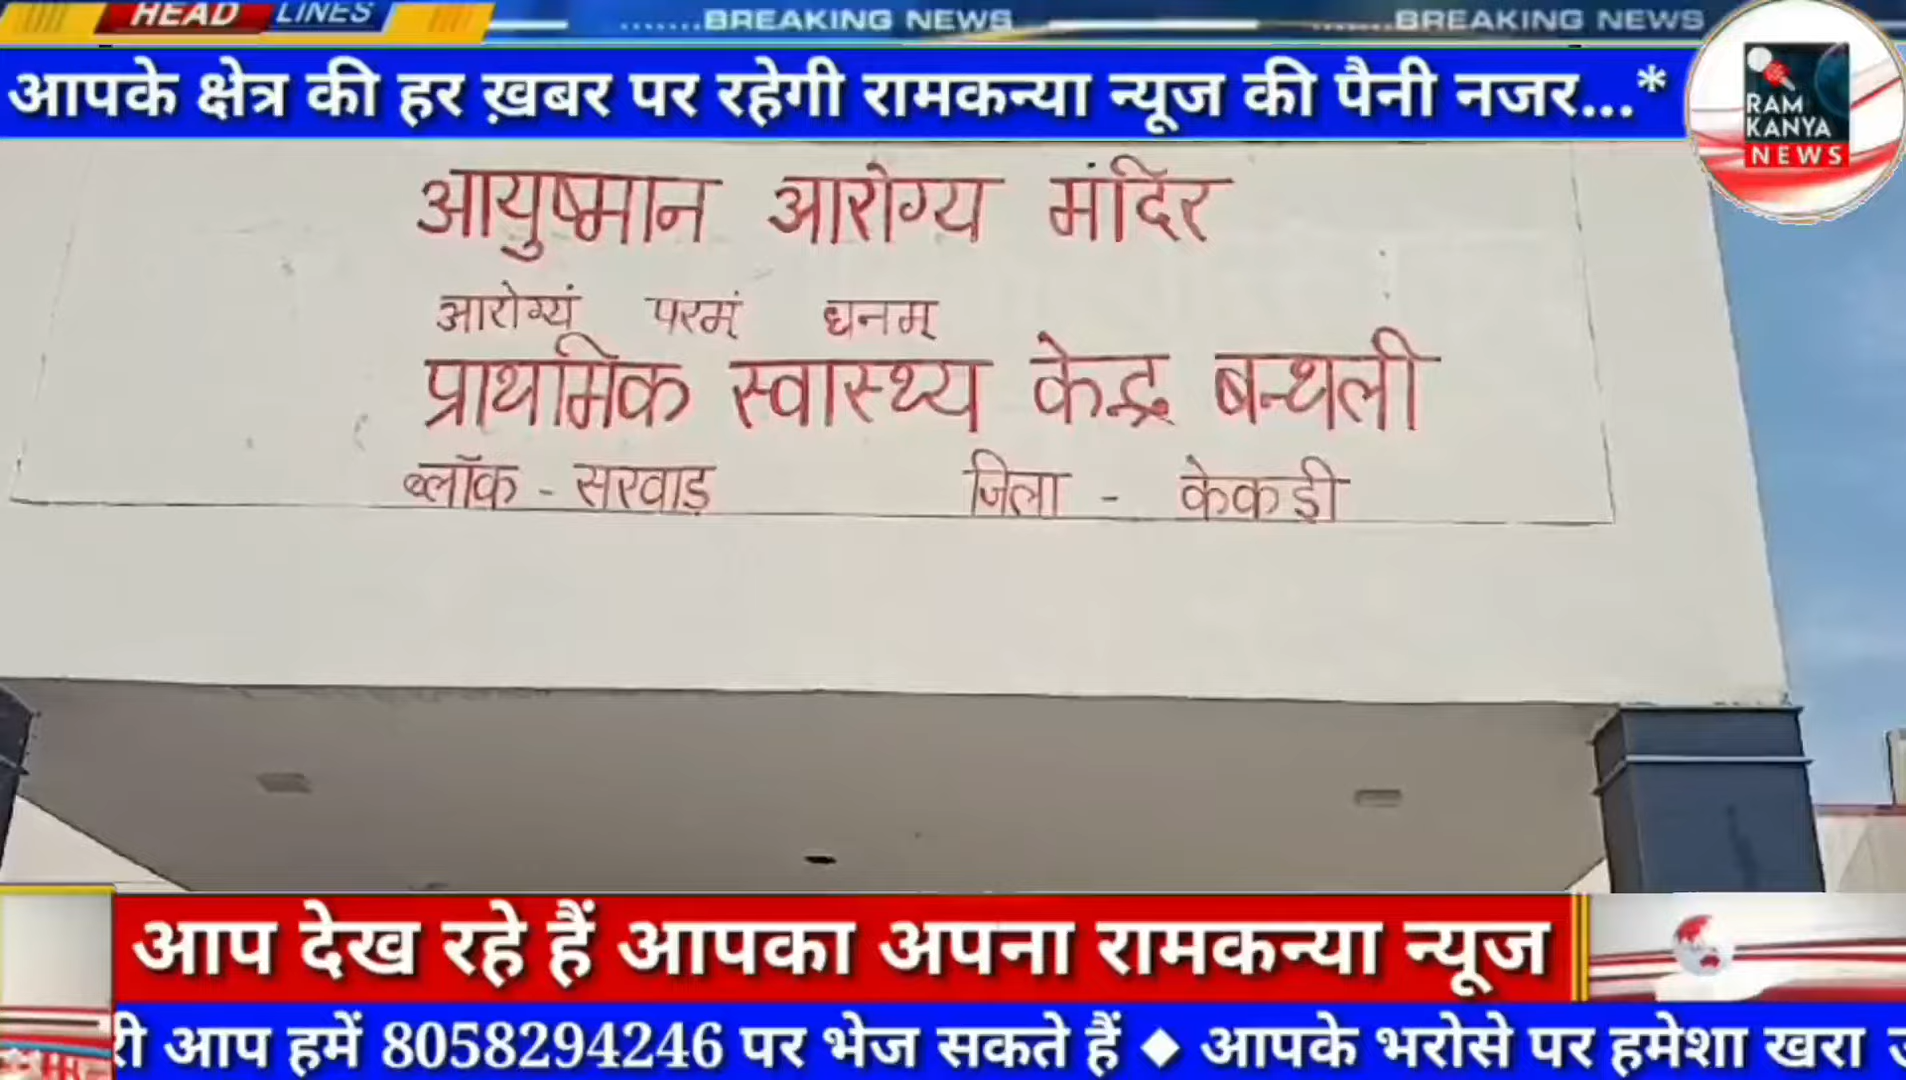 HEAD LINES ......BREAKING NEWS ......BREAKING NEWS
आपके क्षेत्र की हर ख़बर पर रहेगी रामकन्या न्यूज की पैनी नजर...*
RAM
KANYA
NEWS
आयुष्मान आरोग्य मंदिर
आरोग्यं परमं धनम्
प्राथमिक स्वास्थ्य केन्द्र बन्थली
ब्लॉक - सरवाड़ जिला - केकडी
आप देख रहे हैं आपका अपना रामकन्या न्यूज
री आप हमें 8058294246 पर भेज सकते हैं ◆ आपके भरोसे पर हमेशा खरा